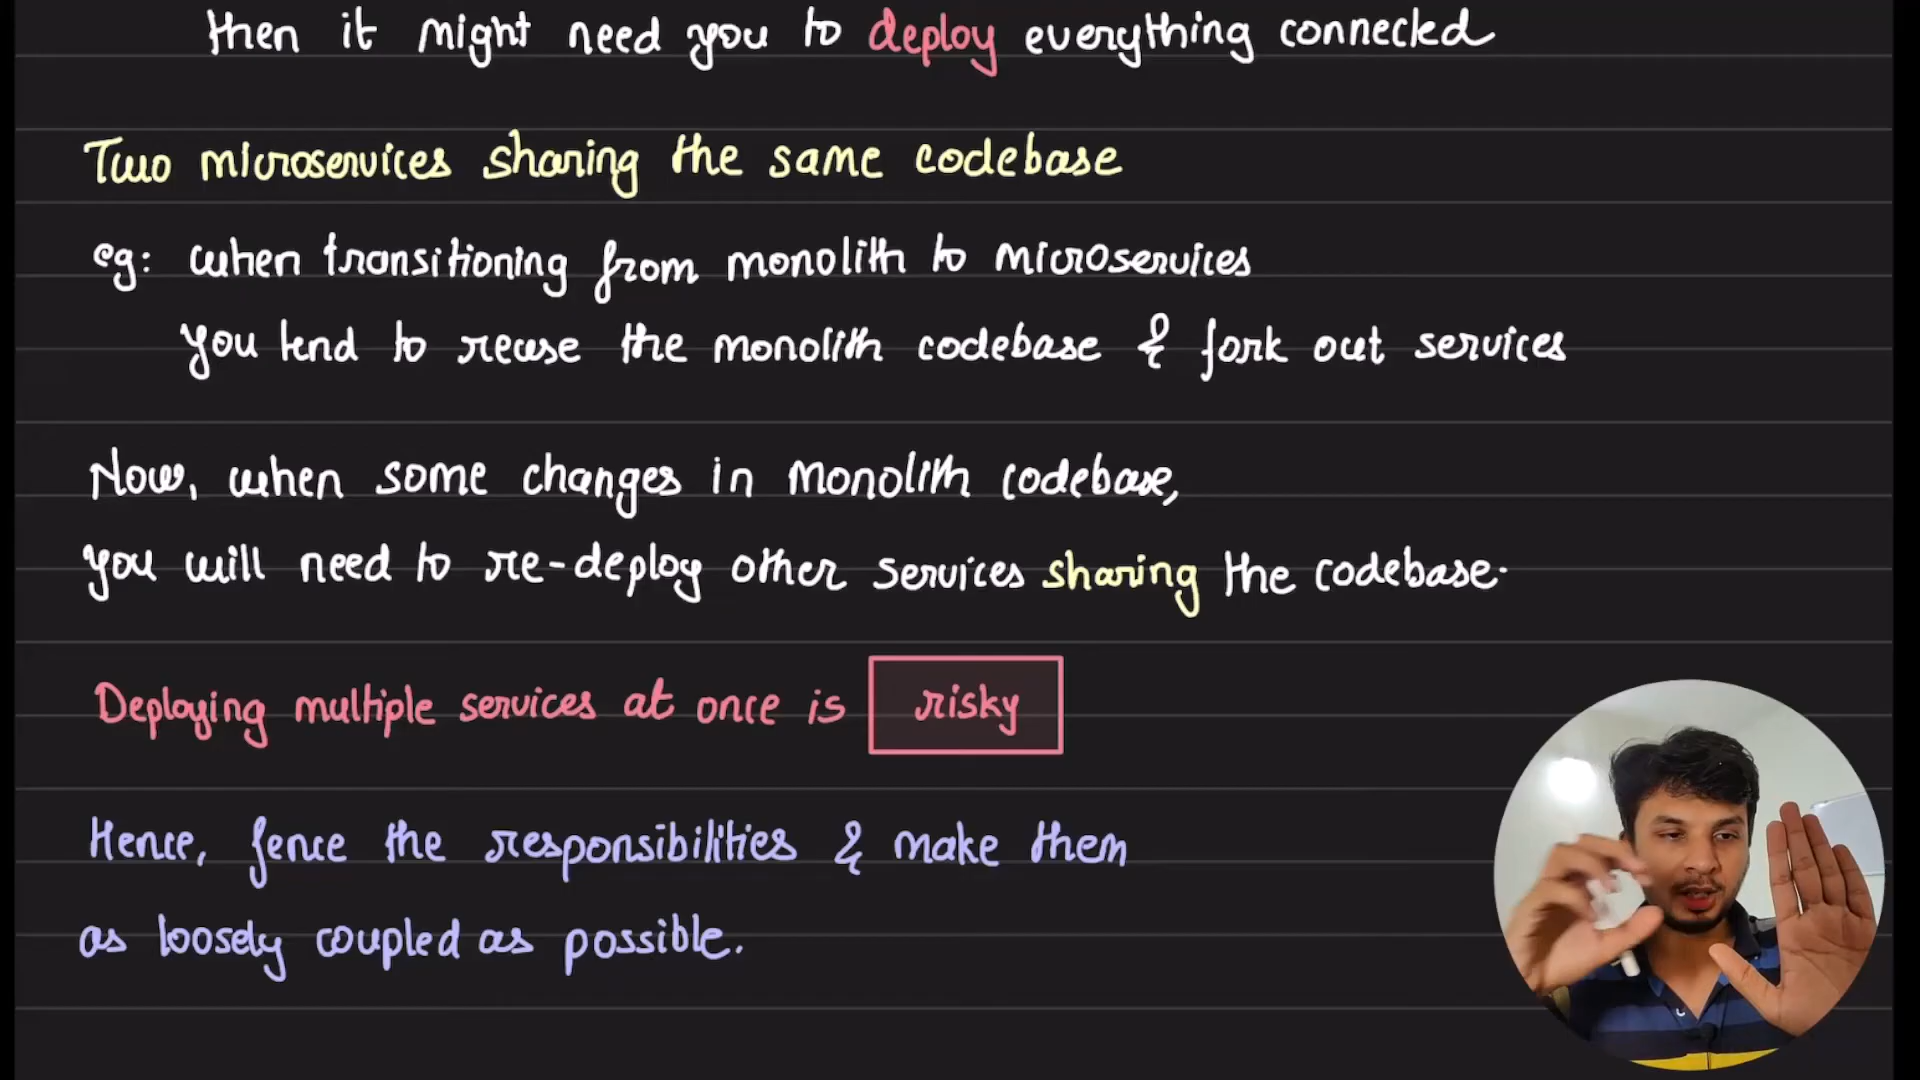 then it might need you to deploy everything connected
Two microservices sharing the same codebase
eg: when transitioning from monolith to microservices
you tend to reuse the monolith codebase & fork out services
Now, when some changes in monolith codebase,
you will need to re-deploy other services sharing the codebase.
Deploying multiple services at once is risky
Hence, fence the responsibilities & make them
as loosely coupled as possible.